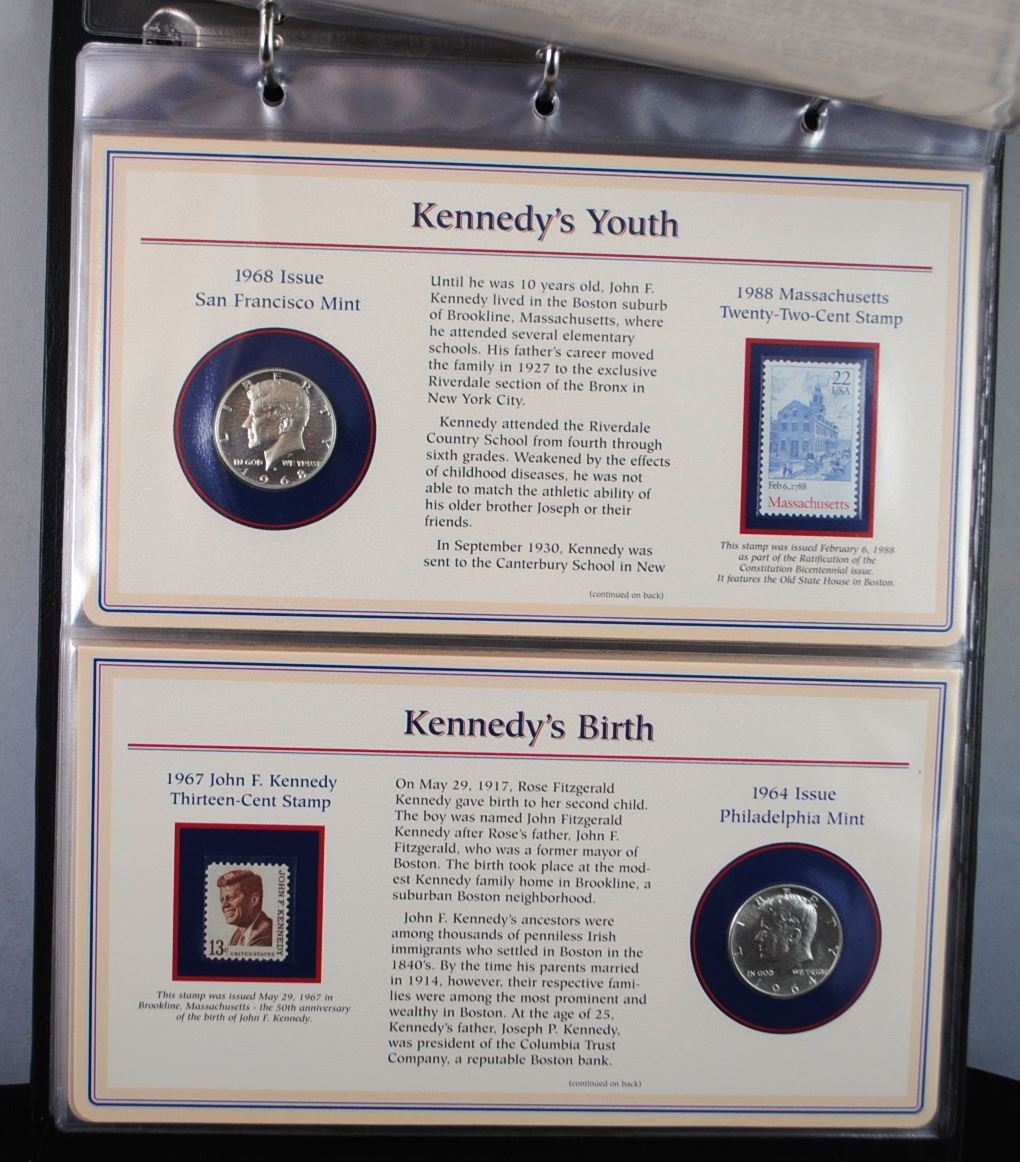 Kennedy's Youth
1968 Issue
San Francisco Mint
LIBERTY
IN GOD WE TRUST
1968
Until he was 10 years old, John F.
Kennedy lived in the Boston suburb
of Brookline, Massachusetts, where
he attended several elementary
schools. His father's career moved
the family in 1927 to the exclusive
Riverdale section of the Bronx in
New York City.
Kennedy attended the Riverdale
Country School from fourth through
sixth grades. Weakened by the effects
of childhood diseases, he was not
able to match the athletic ability of
his older brother Joseph or their
friends.
In September 1930, Kennedy was
sent to the Canterbury School in New
(continued on back)
1988 Massachusetts
Twenty-Two-Cent Stamp
22
USA
Feb 6, 1788
Massachusetts
This stamp was issued February 6, 1988
as part of the Ratification of the
Constitution Bicentennial issue.
It features the Old State House in Boston.
Kennedy's Birth
1967 John F. Kennedy
Thirteen-Cent Stamp
JOHN F. KENNEDY
13c
UNITED STATES
This stamp was issued May 29, 1967 in
Brookline, Massachusetts - the 50th anniversary
of the birth of John F. Kennedy.
On May 29, 1917, Rose Fitzgerald
Kennedy gave birth to her second child.
The boy was named John Fitzgerald
Kennedy after Rose's father, John F.
Fitzgerald, who was a former mayor of
Boston. The birth took place at the mod-
est Kennedy family home in Brookline, a
suburban Boston neighborhood.
John F. Kennedy's ancestors were
among thousands of penniless Irish
immigrants who settled in Boston in the
1840's. By the time his parents married
in 1914, however, their respective fami-
lies were among the most prominent and
wealthy in Boston. At the age of 25,
Kennedy's father, Joseph P. Kennedy,
was president of the Columbia Trust
Company, a reputable Boston bank.
(continued on back)
1964 Issue
Philadelphia Mint
LIBERTY
IN GOD WE TRUST
1964